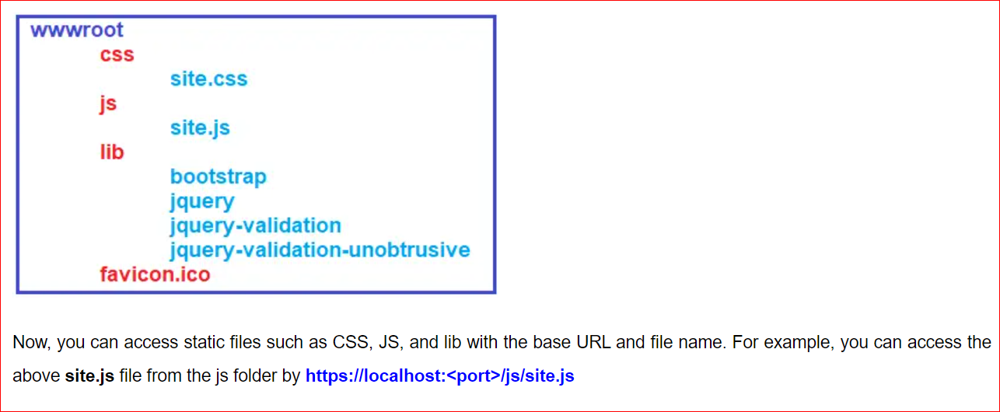 wwwroot
css
site.css
js
site.js
lib
bootstrap
jquery
jquery-validation
jquery-validation-unobtrusive
favicon.ico
Now, you can access static files such as CSS, JS, and lib with the base URL and file name. For example, you can access the
above site.js file from the js folder by https://localhost:<port>/js/site.js